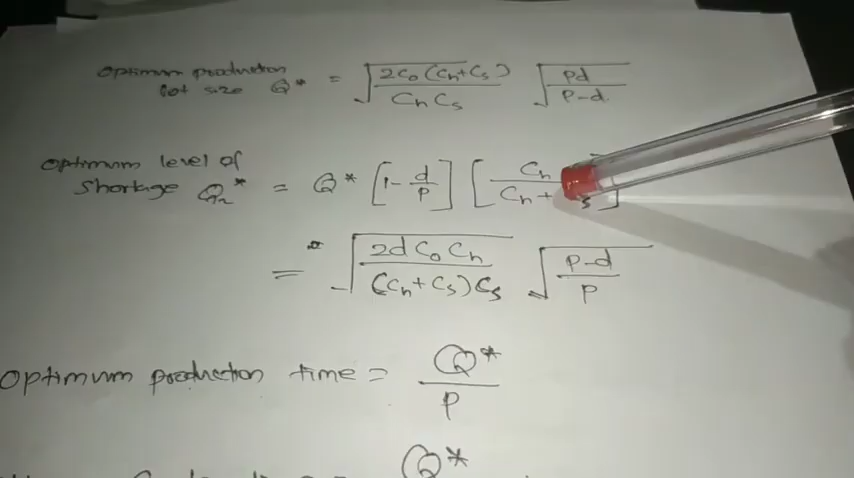 Optimum production
lot size Q* = √(2C₀(Cₕ+Cₛ)/CₕCₛ) √(pd/(p-d))
Optimum level of
Shortage Q₂* = Q* [1 - d/p] [Cₕ/(Cₕ+ₛ)]
= √(2dC₀Cₕ/((Cₕ+Cₛ)Cₛ)) √((p-d)/p)
Optimum production time = Q*/p
Q*